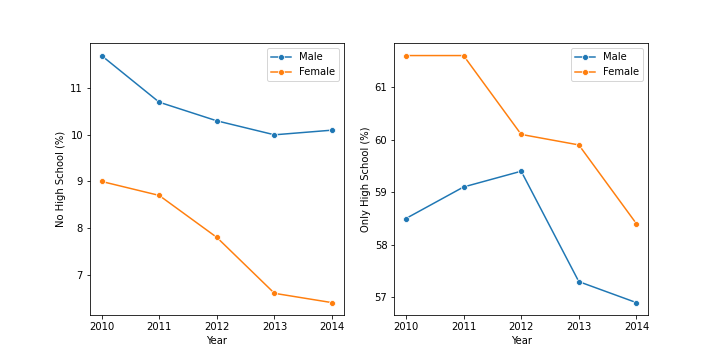 Male
Female
11
10
9
8
7
No High School (%)
2010 2011 2012 2013 2014
Year
Male
Female
61
60
59
58
57
Only High School (%)
2010 2011 2012 2013 2014
Year